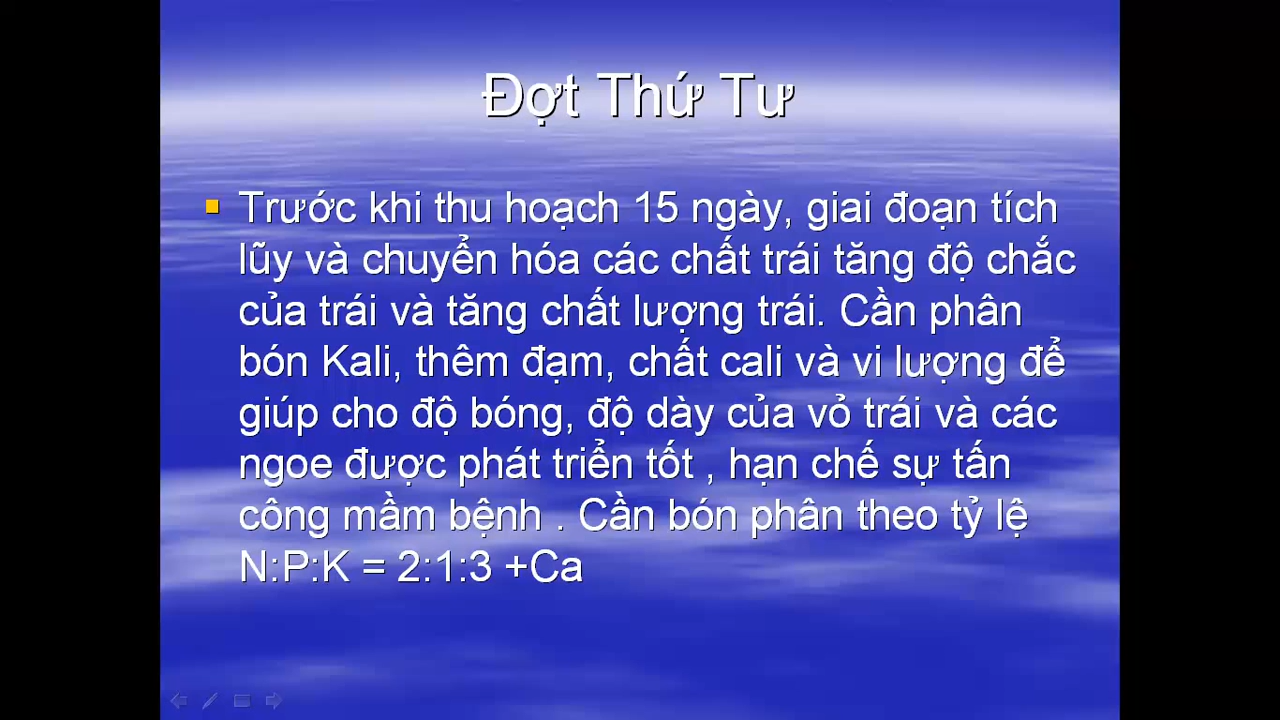 Đợt Thứ Tư
Trước khi thu hoạch 15 ngày, giai đoạn tích
lũy và chuyển hóa các chất trái tăng độ chắc
của trái và tăng chất lượng trái. Cần phân
bón Kali, thêm đạm, chất cali và vi lượng để
giúp cho độ bóng, độ dày của vỏ trái và các
ngoe được phát triển tốt , hạn chế sự tấn
công mầm bệnh . Cần bón phân theo tỷ lệ
N:P:K = 2:1:3 +Ca